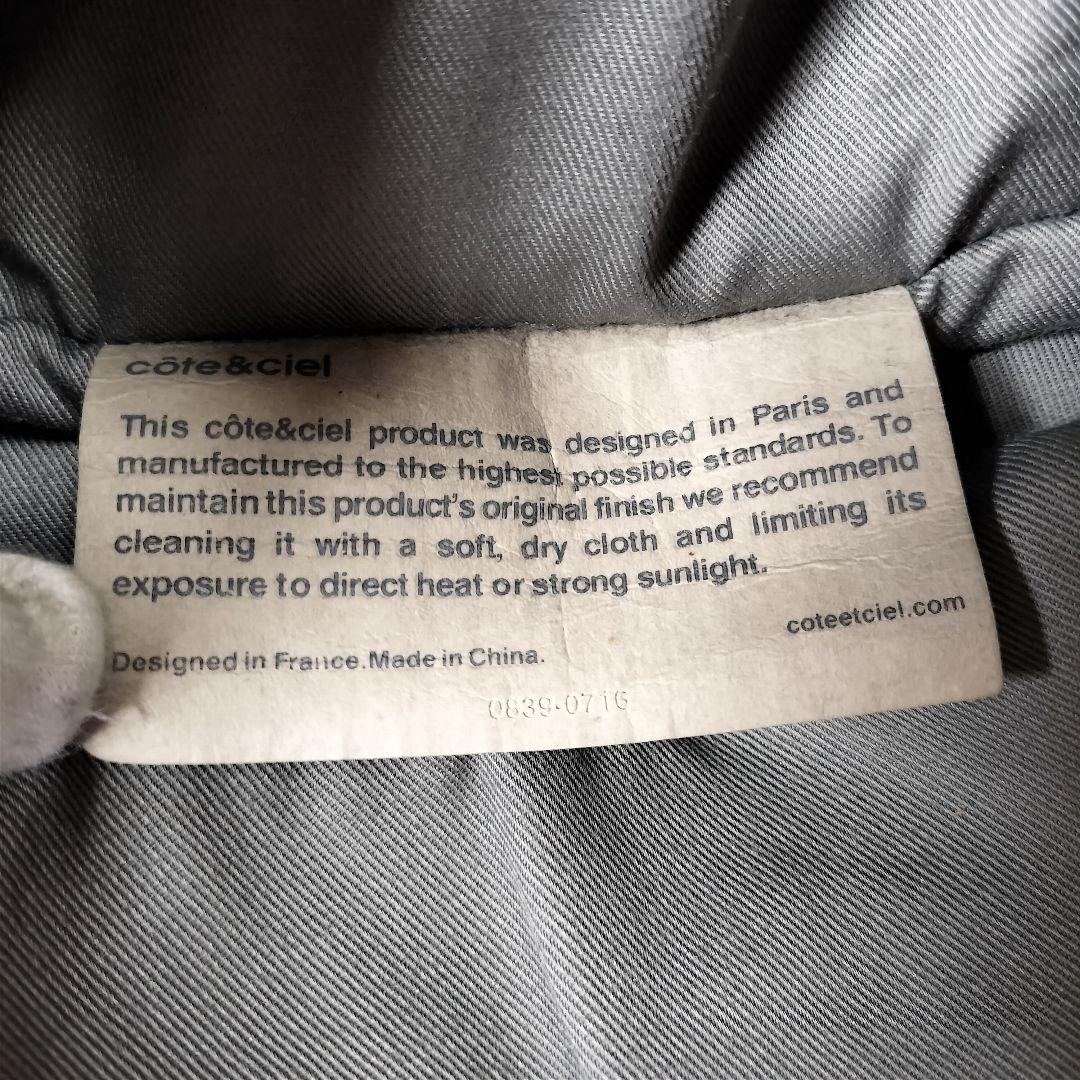 côte&ciel
This côte&ciel product was designed in Paris and
manufactured to the highest possible standards. To
maintain this product's original finish we recommend
cleaning it with a soft, dry cloth and limiting its
exposure to direct heat or strong sunlight.
coteetciel.com
Designed in France.Made in China.
0839-0716